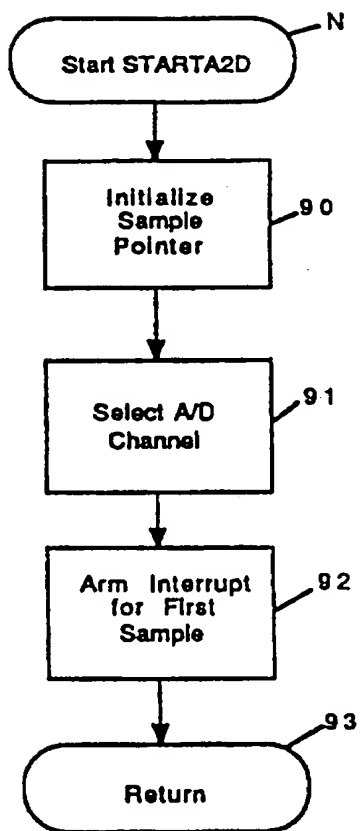 N
Start STARTA2D
Initialize
Sample
Pointer
90
Select A/D
Channel
91
Arm Interrupt
for First
Sample
92
93
Return